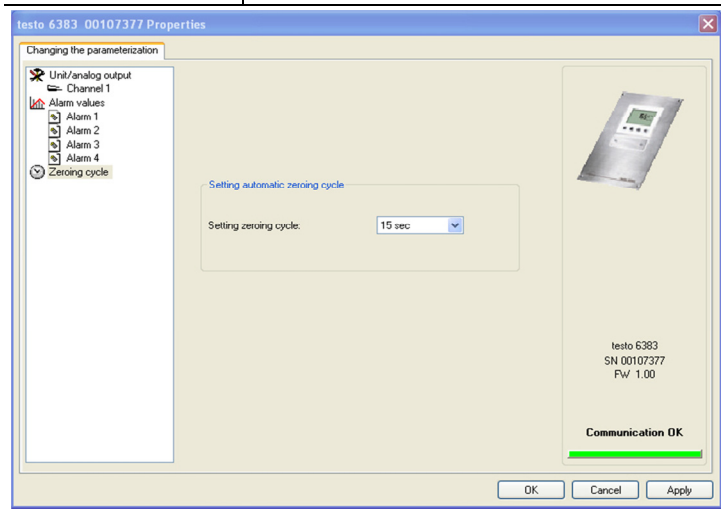 testo 6383 00107377 Properties
Changing the parameterization
Unit/analog output
Channel 1
Alarm values
Alarm 1
Alarm 2
Alarm 3
Alarm 4
Zeroing cycle
Setting automatic zeroing cycle
Setting zeroing cycle:
15 sec
testo 6383
SN 00107377
FW 1.00
Communication OK
OK
Cancel
Apply